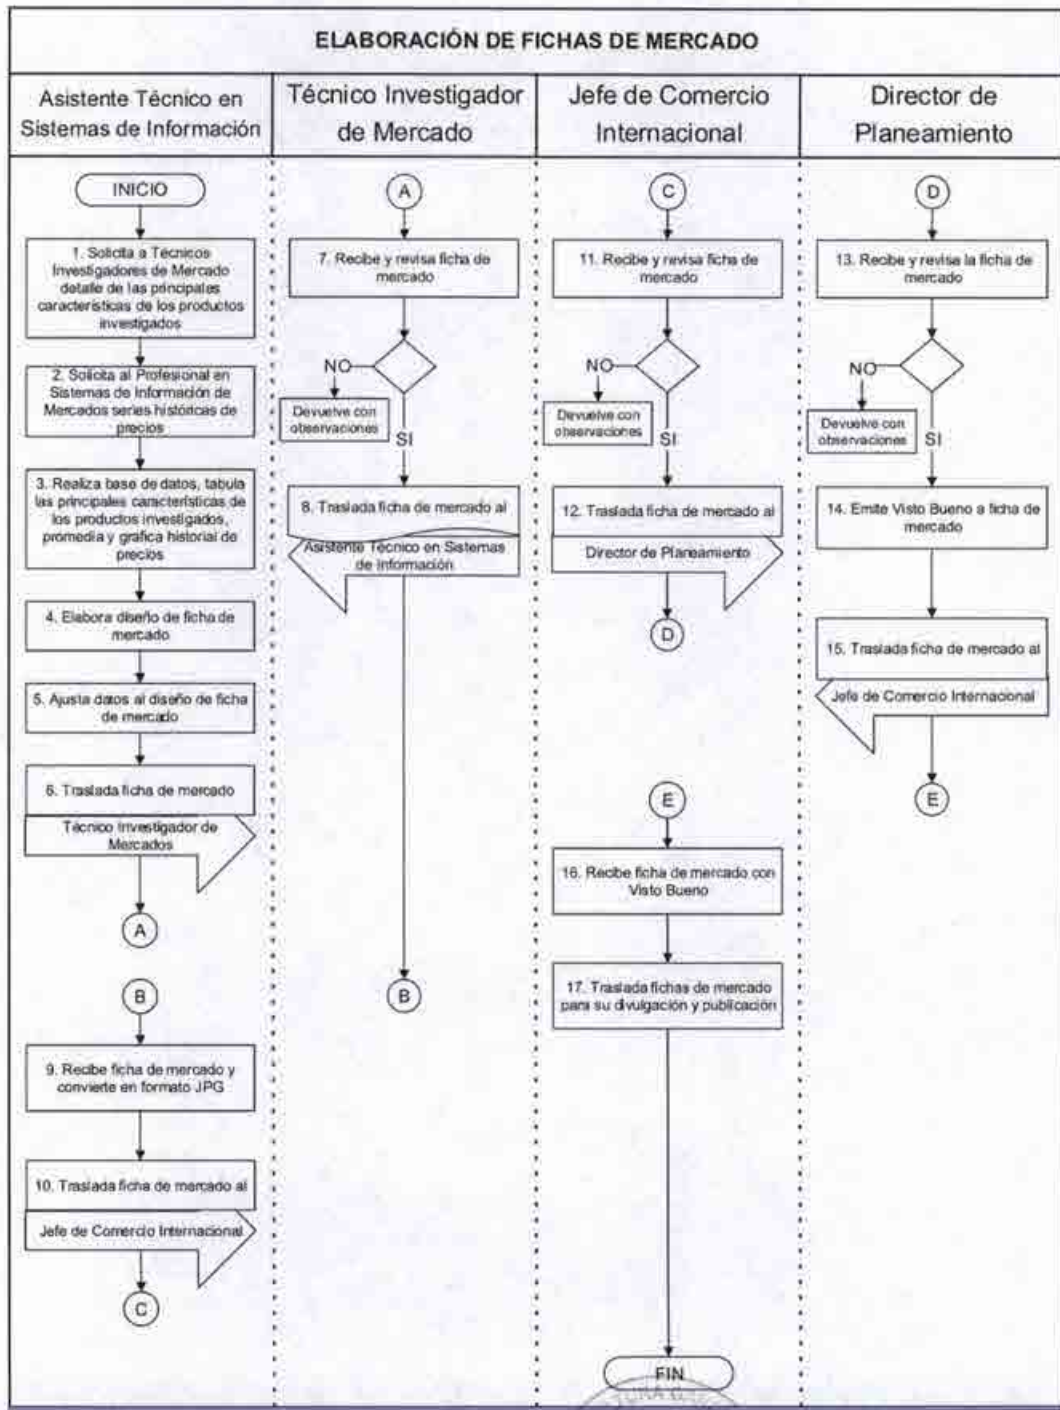 ELABORACIÓN DE FICHAS DE MERCADO
Asistente Técnico en
Sistemas de Información
Técnico Investigador
de Mercado
Jefe de Comercio
Internacional
Director de
Planeamiento
INICIO
1. Solicita a Técnicos
Investigadores de Mercado
detalle de las principales
características de los productos
investigados
2. Solicita al Profesional en
Sistemas de Información de
Mercados series históricas de
precios
3. Realiza base de datos, tabula
las principales características de
los productos investigados,
promedia y grafica historial de
precios
4. Elabora diseño de ficha de
mercado
5. Ajusta datos al diseño de ficha
de mercado
6. Traslada ficha de mercado
Técnico Investigador de
Mercados
A
B
9. Recibe ficha de mercado y
convierte en formato JPG
10. Traslada ficha de mercado al
Jefe de Comercio Internacional
C
A
7. Recibe y revisa ficha de
mercado
NO
Devuelve con
observaciones
SI
8. Traslada ficha de mercado al
Asistente Técnico en Sistemas
de Información
B
C
11. Recibe y revisa ficha de
mercado
NO
Devuelve con
observaciones
SI
12. Traslada ficha de mercado al
Director de Planeamiento
D
E
16. Recibe ficha de mercado con
Visto Bueno
17. Traslada fichas de mercado
para su divulgación y publicación
FIN
D
13. Recibe y revisa la ficha de
mercado
NO
Devuelve con
observaciones
SI
14. Emite Visto Bueno a ficha de
mercado
15. Traslada ficha de mercado al
Jefe de Comercio Internacional
E